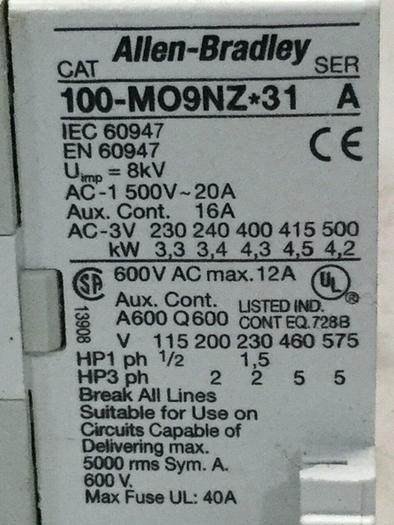 Allen-Bradley
CAT SER
100-MO9NZ*31 A
IEC 60947
EN 60947
CE
Uimp = 8kV
AC-1 500V~20A
Aux. Cont. 16A
AC-3V 230 240 400 415 500
kW 3,3 3,4 4,3 4,5 4,2
SA 600V AC max. 12A UL ®
Aux. Cont. LISTED IND.
A600 Q600 CONT EQ. 728B
13908
V 115 200 230 460 575
HP1 ph 1/2 1,5
HP3 ph 2 2 5 5
Break All Lines
Suitable for Use on
Circuits Capable of
Delivering max.
5000 rms Sym. A.
600 V.
Max Fuse UL: 40A